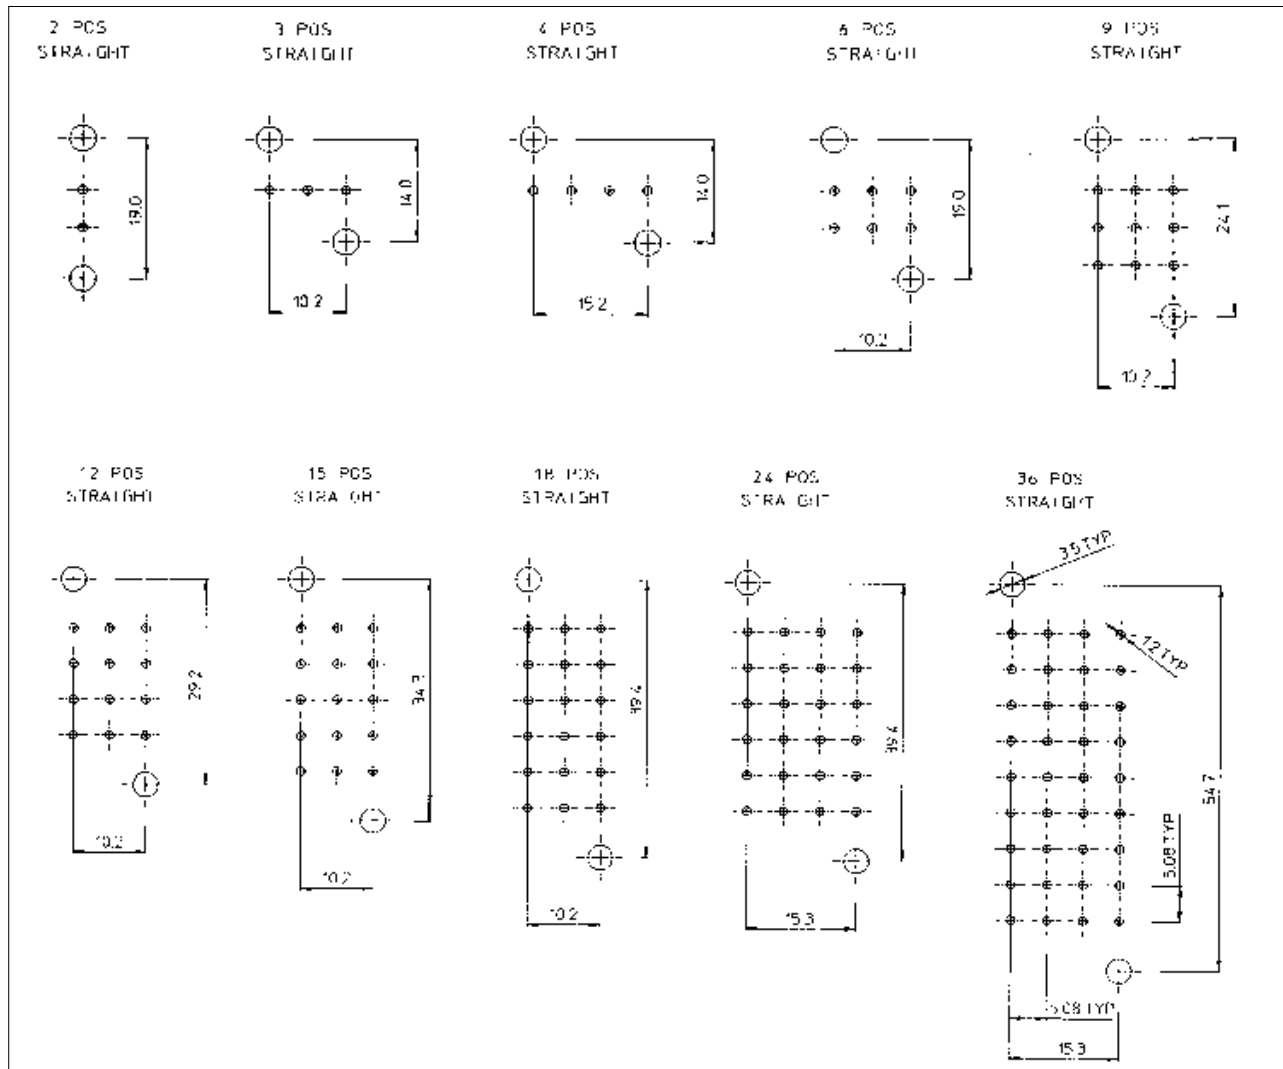 2 POS
STRAIGHT
3 POS
STRAIGHT
4 POS
STRAIGHT
6 POS
STRAIGHT
9 POS
STRAIGHT
19.0
14.0
10.2
14.0
15.2
19.0
10.2
24.1
10.2
12 POS
STRAIGHT
15 POS
STRAIGHT
18 POS
STRAIGHT
24 POS
STRAIGHT
36 POS
STRAIGHT
29.2
10.2
34.3
10.2
39.4
10.2
39.4
15.3
3.5 TYP
1.2 TYP
54.7
5.08 TYP
5.08 TYP
15.3